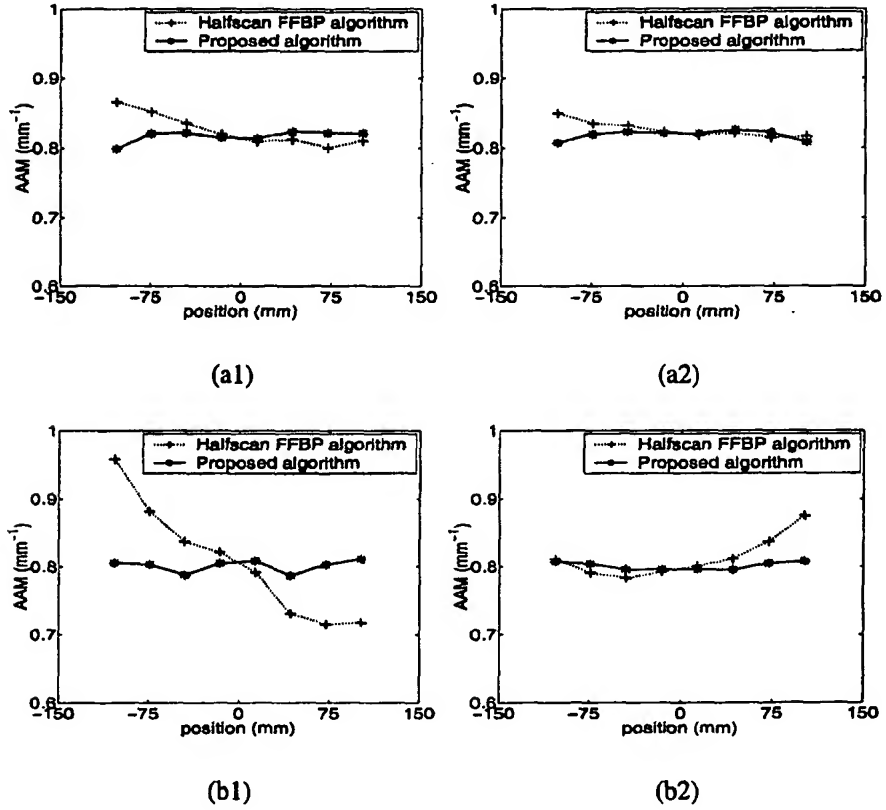 1
Halfscan FFBP algorithm
Proposed algorithm
0.9
0.8
0.7
0.6
AAM (mm⁻¹)
-150 -75 0 75 150
position (mm)
(a1)
1
Halfscan FFBP algorithm
Proposed algorithm
0.9
0.8
0.7
0.6
AAM (mm⁻¹)
-150 -75 0 75 150
position (mm)
(a2)
1
Halfscan FFBP algorithm
Proposed algorithm
0.9
0.8
0.7
0.6
AAM (mm⁻¹)
-150 -75 0 75 150
position (mm)
(b1)
1
Halfscan FFBP algorithm
Proposed algorithm
0.9
0.8
0.7
0.6
AAM (mm⁻¹)
-150 -75 0 75 150
position (mm)
(b2)